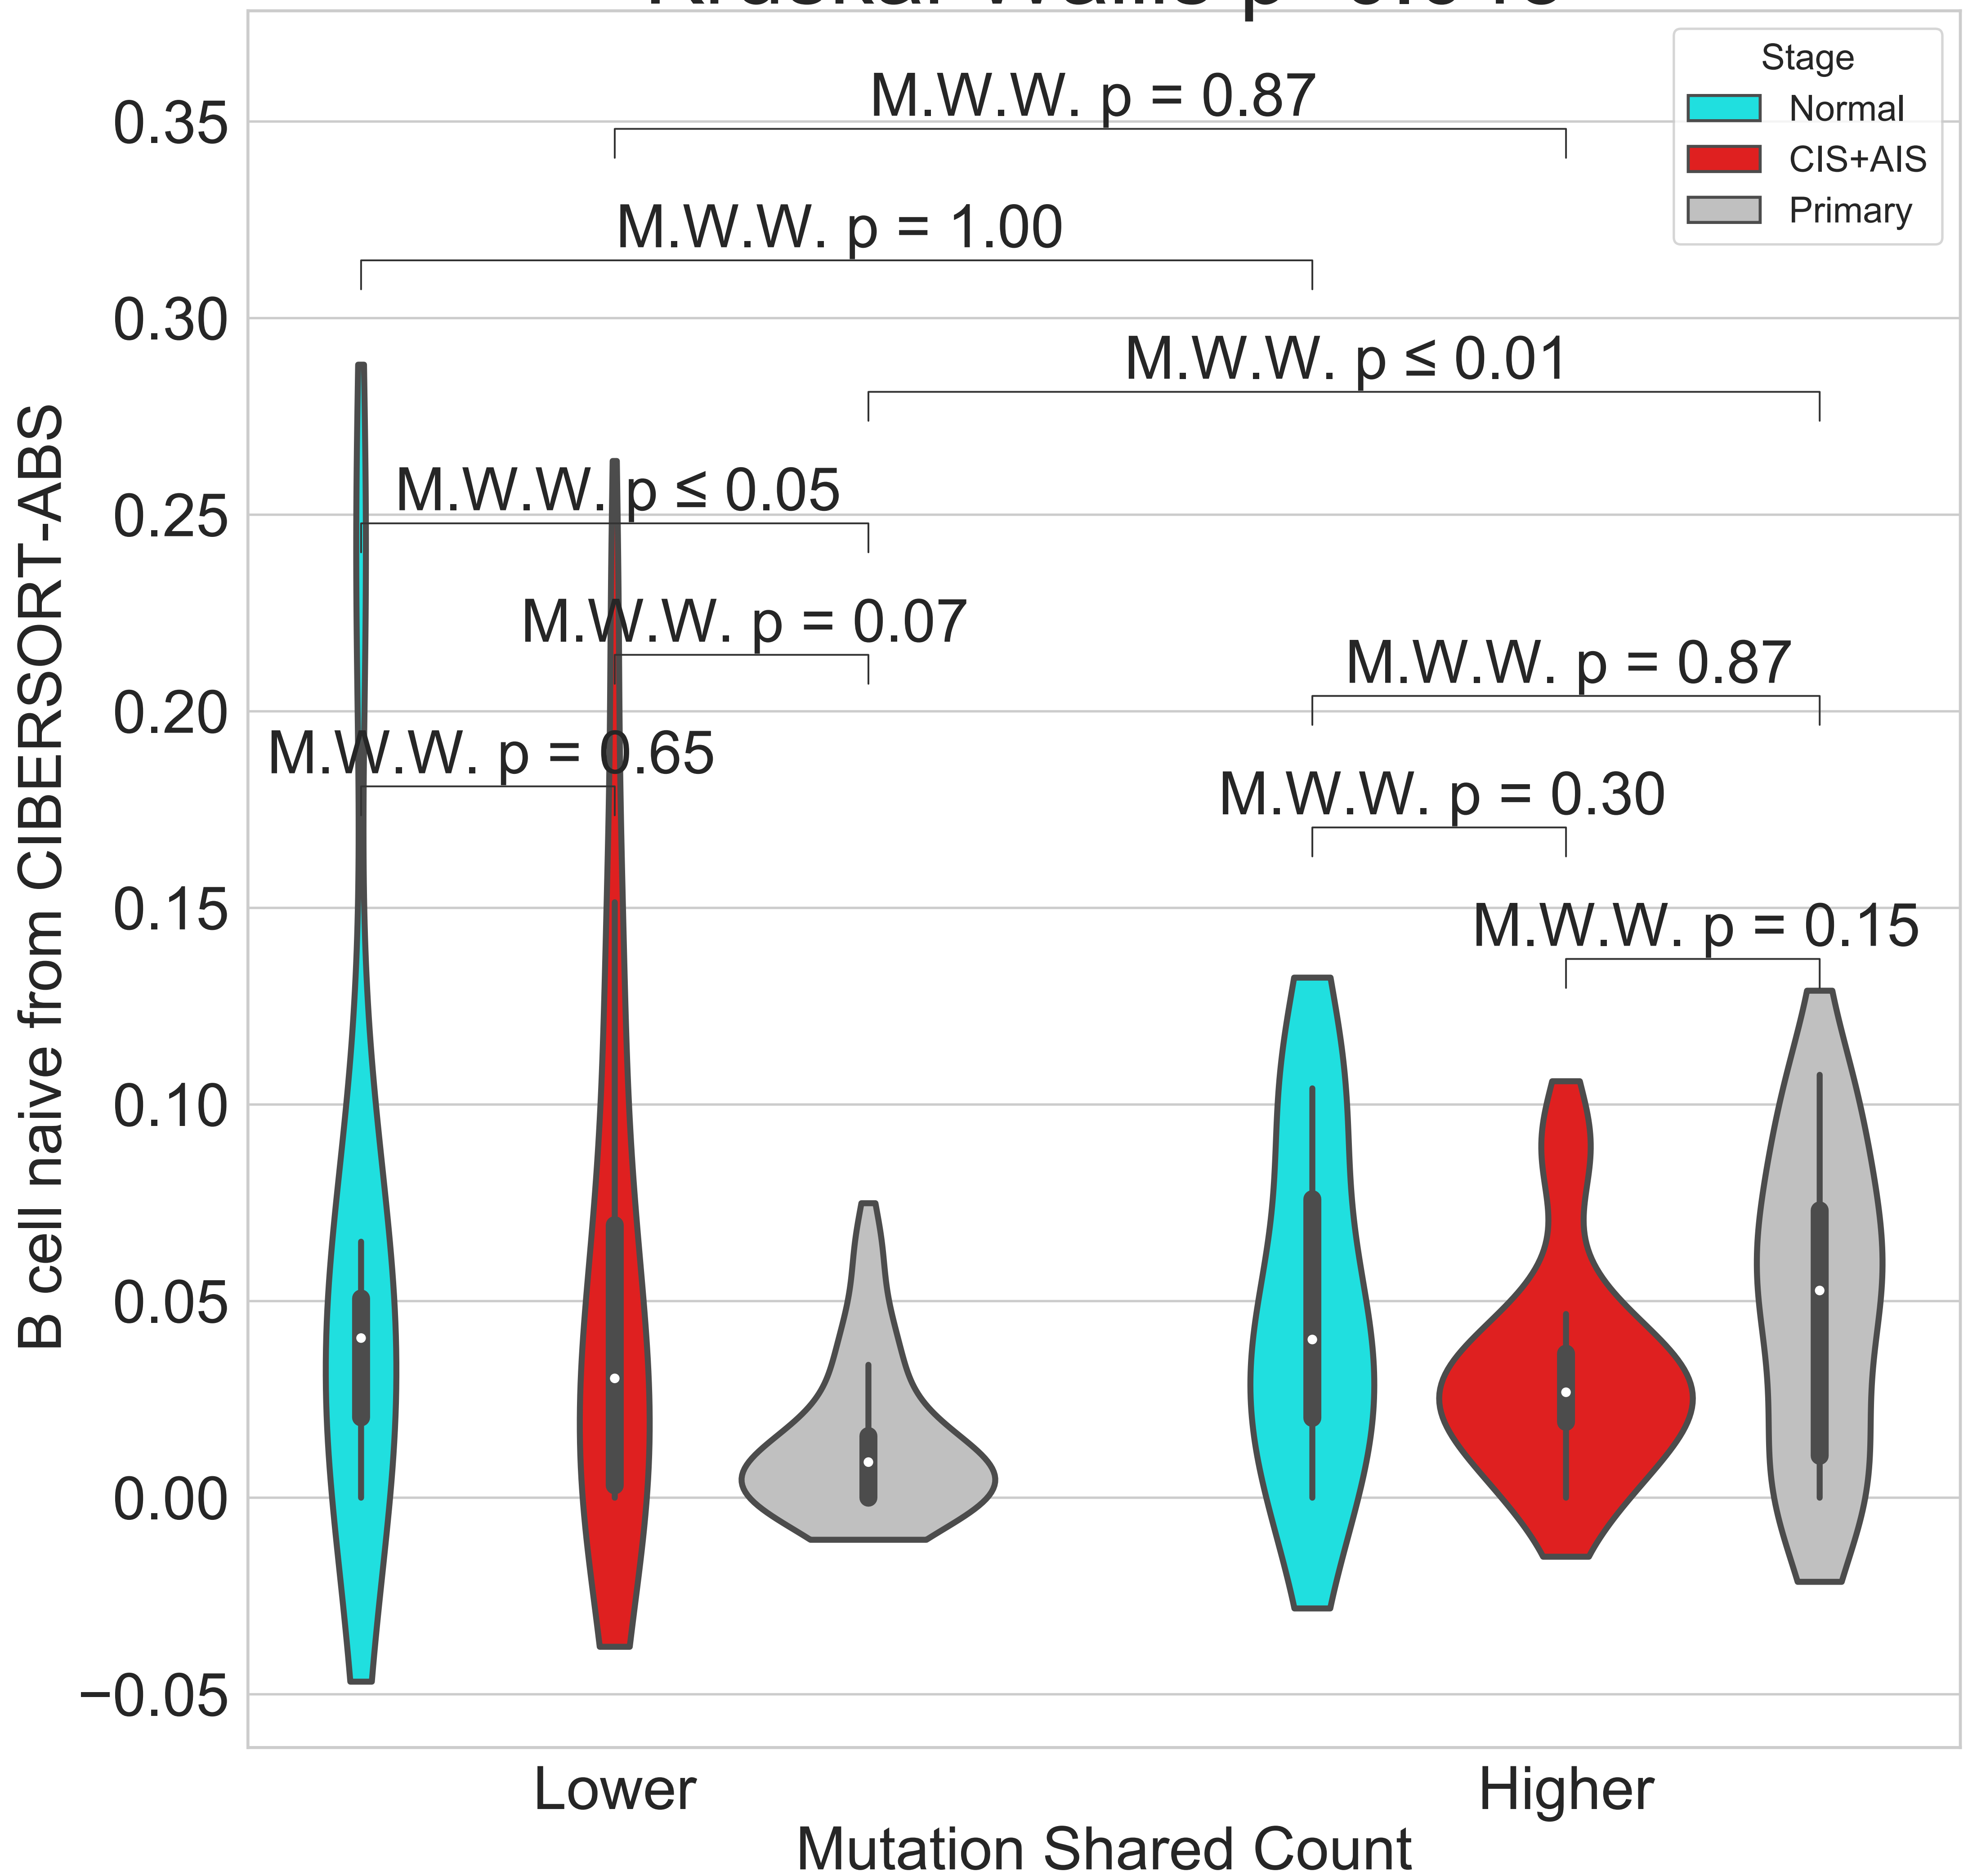 Stage
Normal
CIS+AIS
Primary
M.W.W. p = 0.87
M.W.W. p = 1.00
M.W.W. p ≤ 0.01
M.W.W. p ≤ 0.05
M.W.W. p = 0.07
M.W.W. p = 0.87
M.W.W. p = 0.65
M.W.W. p = 0.30
M.W.W. p = 0.15
0.35
0.30
0.25
0.20
0.15
0.10
0.05
0.00
−0.05
B cell naive from CIBERSORT-ABS
Lower
Higher
Mutation Shared Count